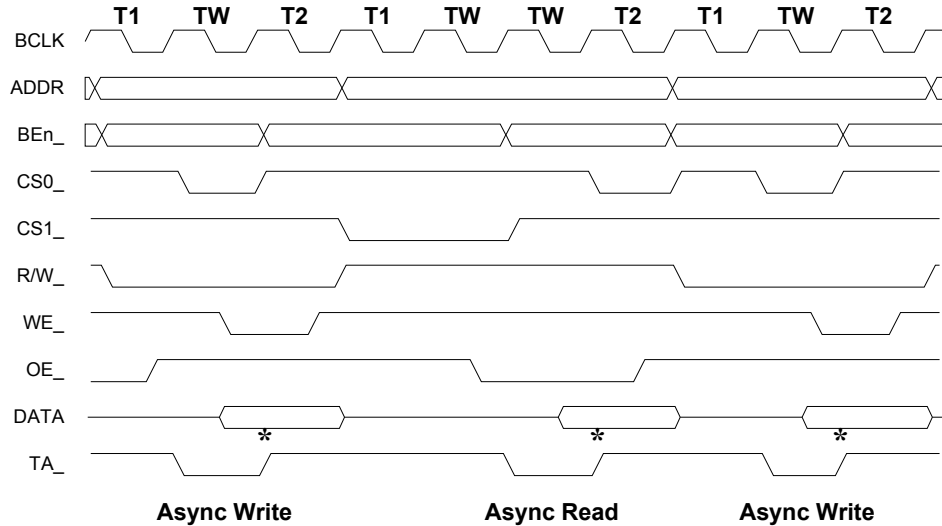 T1 TW T2 T1 TW TW T2 T1 TW T2
BCLK
ADDR
BEn_
CS0_
CS1_
R/W_
WE_
OE_
DATA
* * *
TA_
Async Write Async Read Async Write